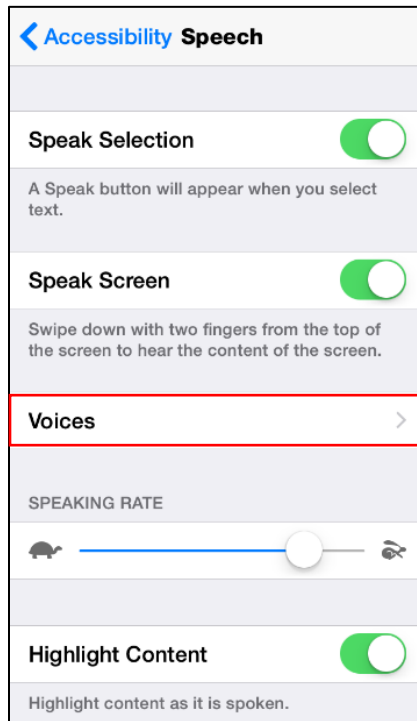 Accessibility Speech
Speak Selection
A Speak button will appear when you select
text.
Speak Screen
Swipe down with two fingers from the top of
the screen to hear the content of the screen.
Voices
SPEAKING RATE
Highlight Content
Highlight content as it is spoken.